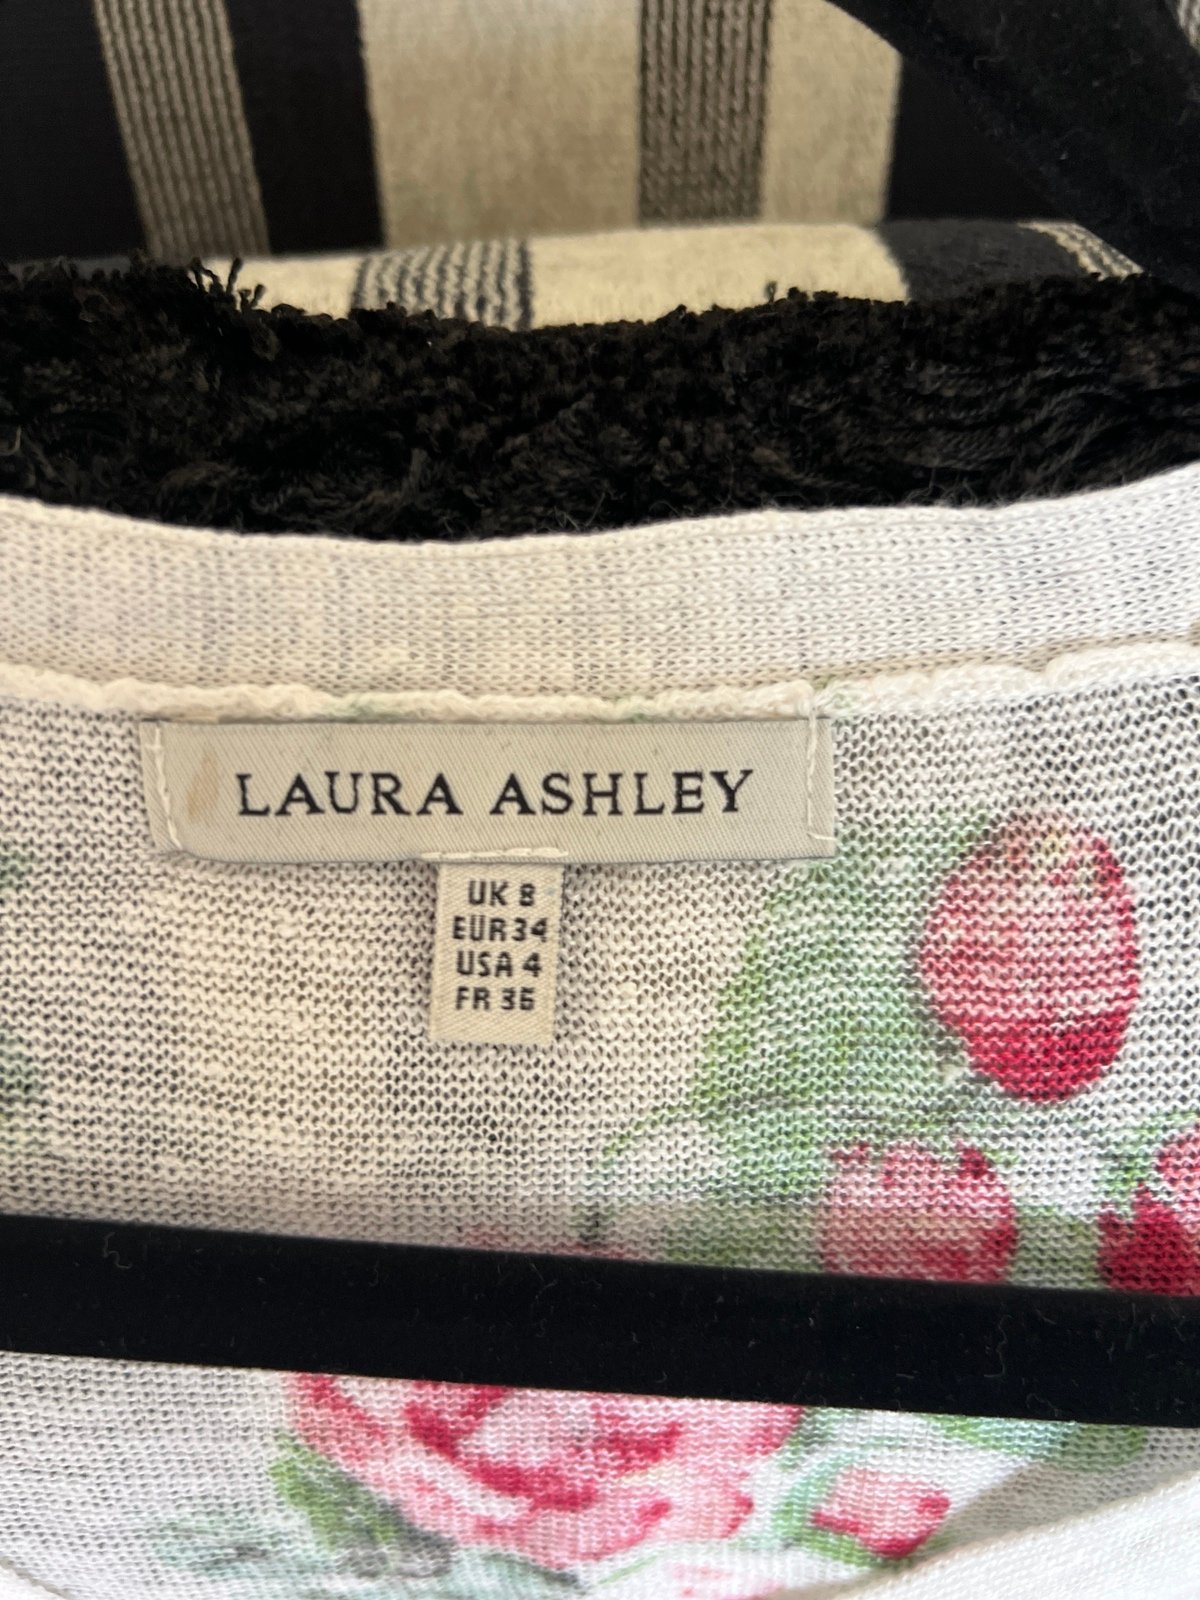 LAURA ASHLEY
UK 8
EUR 34
USA 4
FR 36